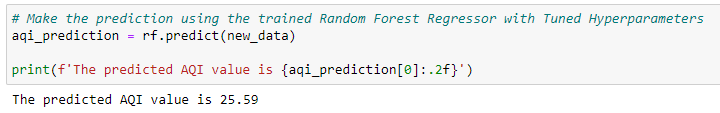 # Make the prediction using the trained Random Forest Regressor with Tuned Hyperparameters
aqi_prediction = rf.predict(new_data)
print(f'The predicted AQI value is {aqi_prediction[0]:.2f}')
The predicted AQI value is 25.59